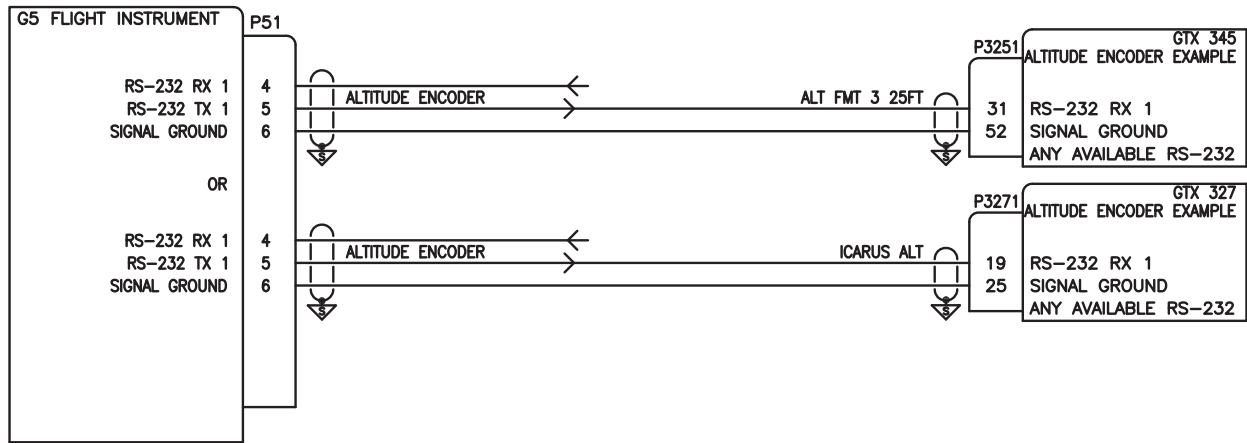 G5 FLIGHT INSTRUMENT
P51
RS-232 RX 1 4
RS-232 TX 1 5
SIGNAL GROUND 6
ALTITUDE ENCODER
ALT FMT 3 25FT
S
S
P3251
GTX 345
ALTITUDE ENCODER EXAMPLE
31 RS-232 RX 1
52 SIGNAL GROUND
ANY AVAILABLE RS-232
OR
RS-232 RX 1 4
RS-232 TX 1 5
SIGNAL GROUND 6
ALTITUDE ENCODER
ICARUS ALT
S
S
P3271
GTX 327
ALTITUDE ENCODER EXAMPLE
19 RS-232 RX 1
25 SIGNAL GROUND
ANY AVAILABLE RS-232